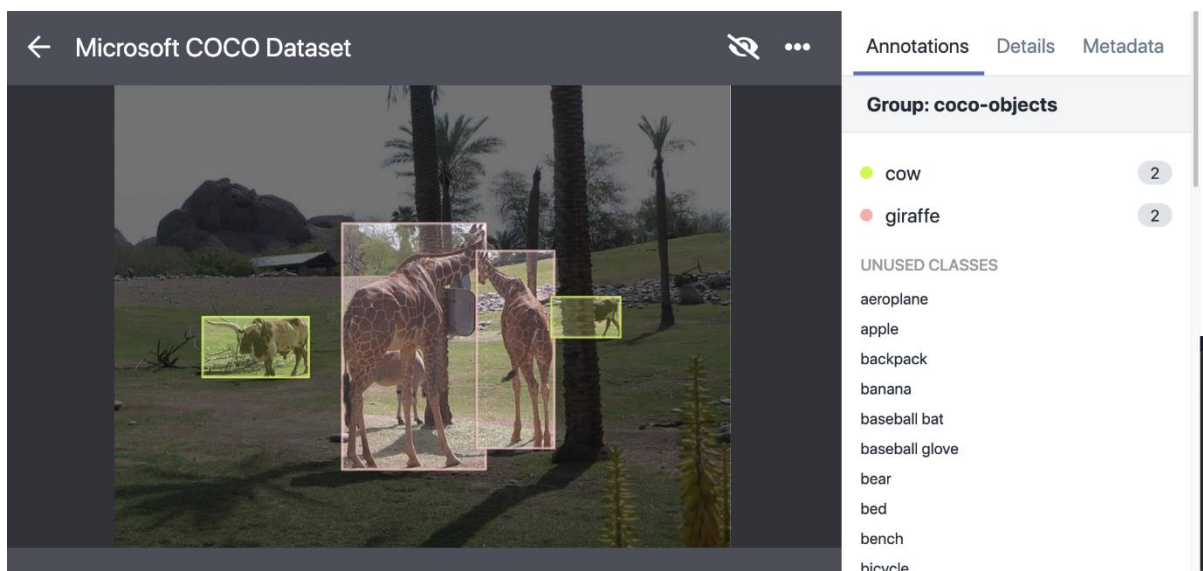 Microsoft COCO Dataset
Annotations Details Metadata
Group: coco-objects
cow 2
giraffe 2
UNUSED CLASSES
aeroplane
apple
backpack
banana
baseball bat
baseball glove
bear
bed
bench
bicycle